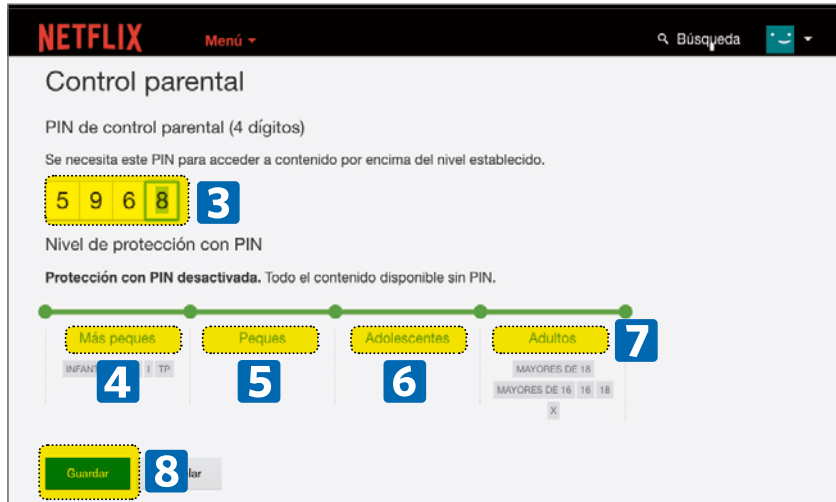 NETFLIX Menú Búsqueda
Control parental
PIN de control parental (4 dígitos)
Se necesita este PIN para acceder a contenido por encima del nivel establecido.
5 9 6 8 3
Nivel de protección con PIN
Protección con PIN desactivada. Todo el contenido disponible sin PIN.
Más peques Peques Adolescentes Adultos 7
I TP MAYORES DE 18
4 5 6 MAYORES DE 16 16 18
X
Guardar 8